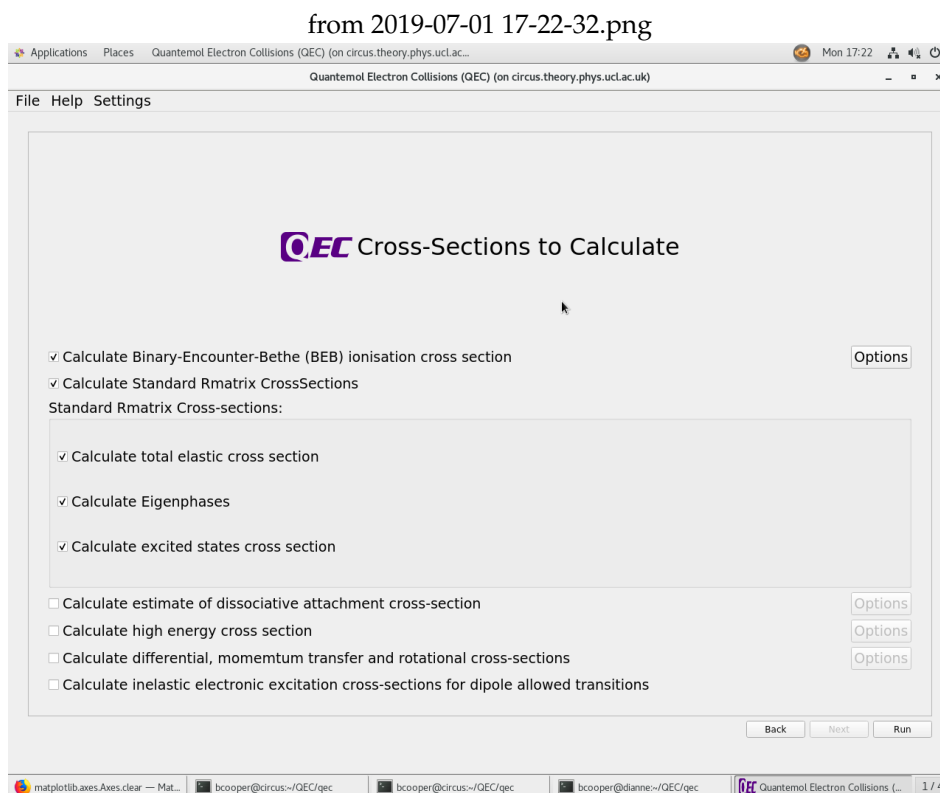 from 2019-07-01 17-22-32.png
Applications Places Quantemol Electron Collisions (QEC) (on circus.theory.phys.ucl.ac... Mon 17:22
Quantemol Electron Collisions (QEC) (on circus.theory.phys.ucl.ac.uk)
File Help Settings
QEC Cross-Sections to Calculate
Calculate Binary-Encounter-Bethe (BEB) ionisation cross section Options
Calculate Standard Rmatrix CrossSections
Standard Rmatrix Cross-sections:
Calculate total elastic cross section
Calculate Eigenphases
Calculate excited states cross section
Calculate estimate of dissociative attachment cross-section Options
Calculate high energy cross section Options
Calculate differential, momemtum transfer and rotational cross-sections Options
Calculate inelastic electronic excitation cross-sections for dipole allowed transitions
Back Next Run
matplotlib.axes.Axes.clear — Mat... bcooper@circus:~/QEC/qec bcooper@circus:~/QEC/qec bcooper@dianne:~/QEC/qec QEC Quantemol Electron Collisions (... 1 / 4